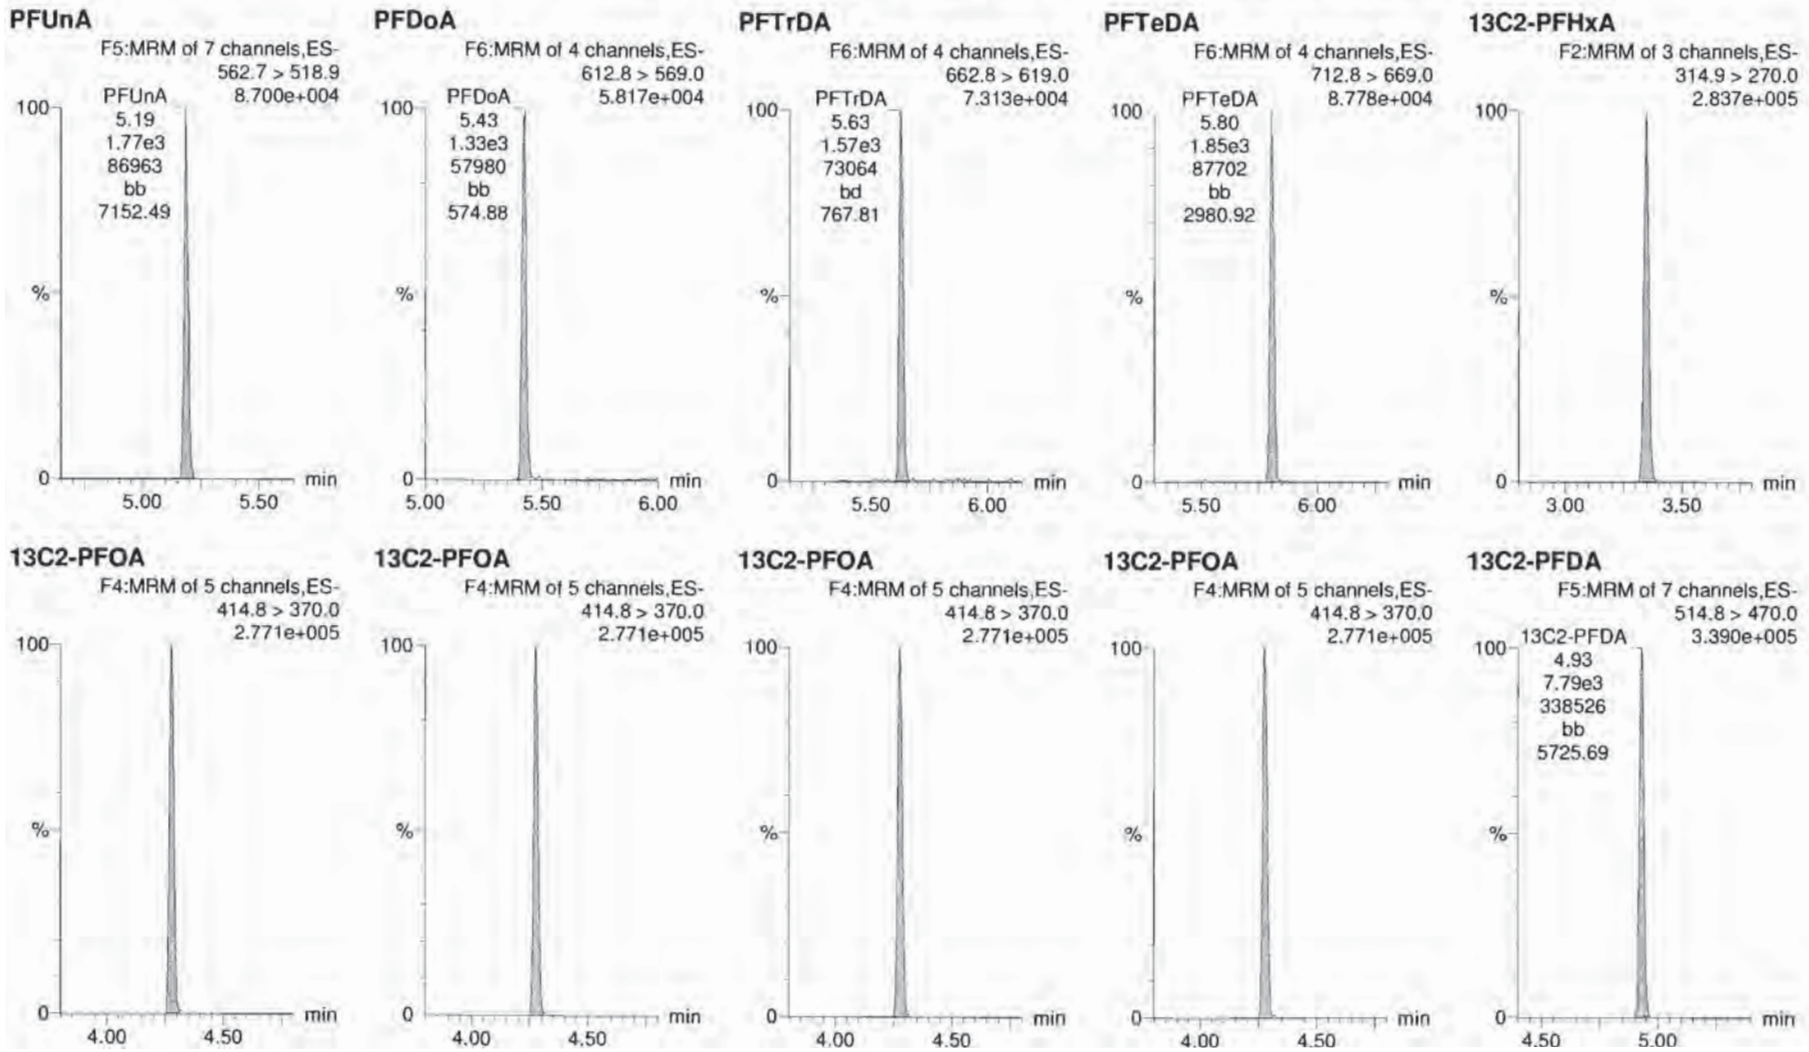 PFUnA
F5:MRM of 7 channels,ES-
562.7 > 518.9
8.700e+004
PFUnA
5.19
1.77e3
86963
bb
7152.49
100
%
0
5.00
5.50
min
PFDoA
F6:MRM of 4 channels,ES-
612.8 > 569.0
5.817e+004
PFDoA
5.43
1.33e3
57980
bb
574.88
100
%
0
5.00
5.50
6.00
min
PFTrDA
F6:MRM of 4 channels,ES-
662.8 > 619.0
7.313e+004
PFTrDA
5.63
1.57e3
73064
bd
767.81
100
%
0
5.50
6.00
min
PFTeDA
F6:MRM of 4 channels,ES-
712.8 > 669.0
8.778e+004
PFTeDA
5.80
1.85e3
87702
bb
2980.92
100
%
0
5.50
6.00
min
13C2-PFHxA
F2:MRM of 3 channels,ES-
314.9 > 270.0
2.837e+005
100
%
0
3.00
3.50
min
13C2-PFOA
F4:MRM of 5 channels,ES-
414.8 > 370.0
2.771e+005
100
%
0
4.00
4.50
min
13C2-PFOA
F4:MRM of 5 channels,ES-
414.8 > 370.0
2.771e+005
100
%
0
4.00
4.50
min
13C2-PFOA
F4:MRM of 5 channels,ES-
414.8 > 370.0
2.771e+005
100
%
0
4.00
4.50
min
13C2-PFOA
F4:MRM of 5 channels,ES-
414.8 > 370.0
2.771e+005
100
%
0
4.00
4.50
min
13C2-PFDA
F5:MRM of 7 channels,ES-
514.8 > 470.0
3.390e+005
13C2-PFDA
4.93
7.79e3
338526
bb
5725.69
100
%
0
4.50
5.00
min